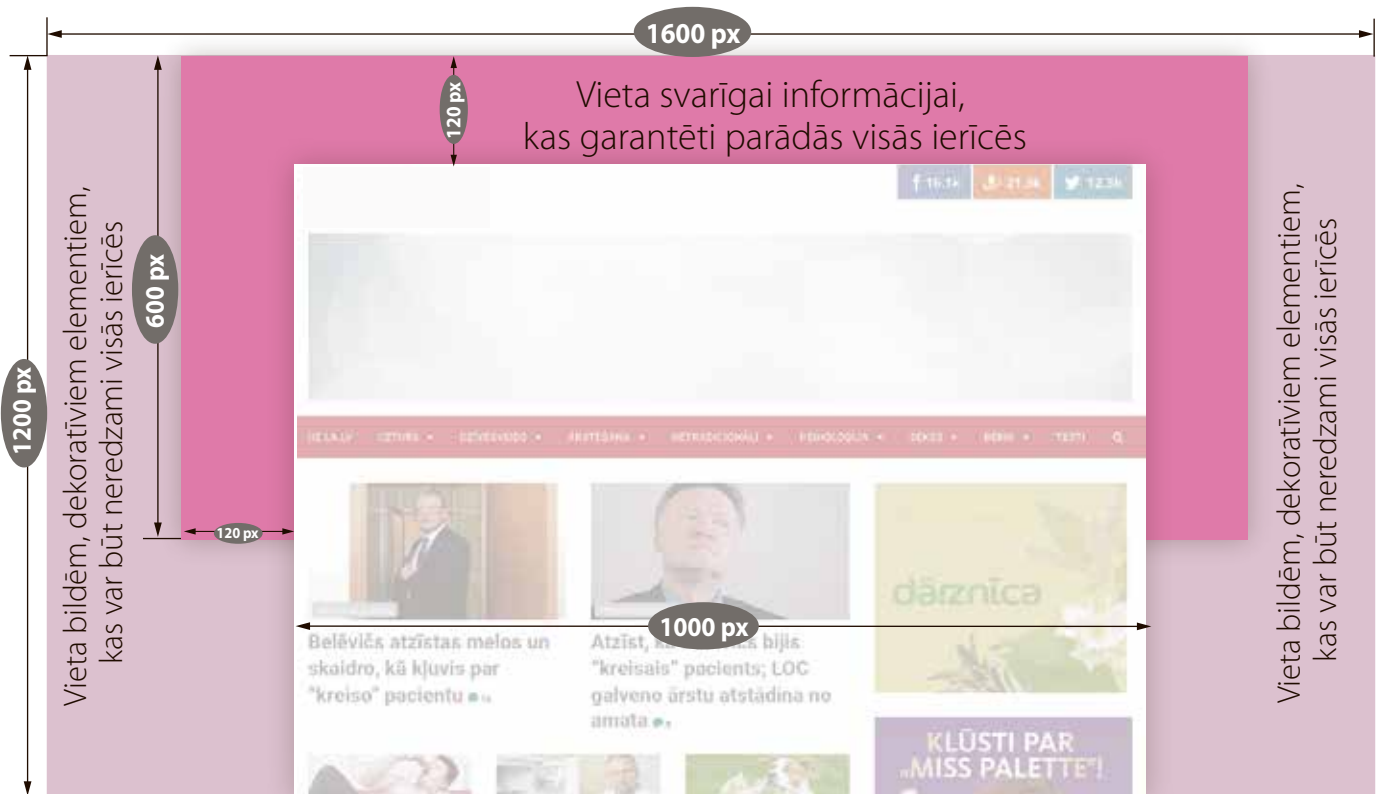 1600 px
Vieta svarīgai informācijai,
kas garantēti parādās visās ierīcēs
120 px
600 px
1200 px
Vieta bildēm, dekoratīviem elementiem,
kas var būt neredzami visās ierīcēs
Vieta bildēm, dekoratīviem elementiem,
kas var būt neredzami visās ierīcēs
120 px
dārznīca
1000 px
Belēvičs atzīstas melos un
skaidro, kā kļuvis par
"kreiso" pacientu
Atzīst, bijis
"kreisais" pacients; LOC
galveno ārstu atstādina no
amata
KLŪSTI PAR
„MISS PALETTE"!